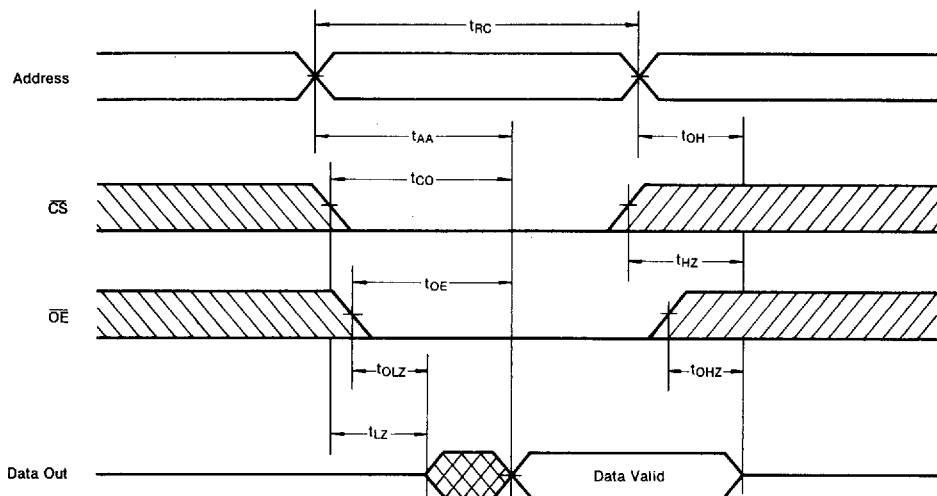 tRC
Address
tAA
tOH
tCO
CS
tHZ
tOE
OE
tOLZ
tOHZ
tLZ
Data Out
Data Valid